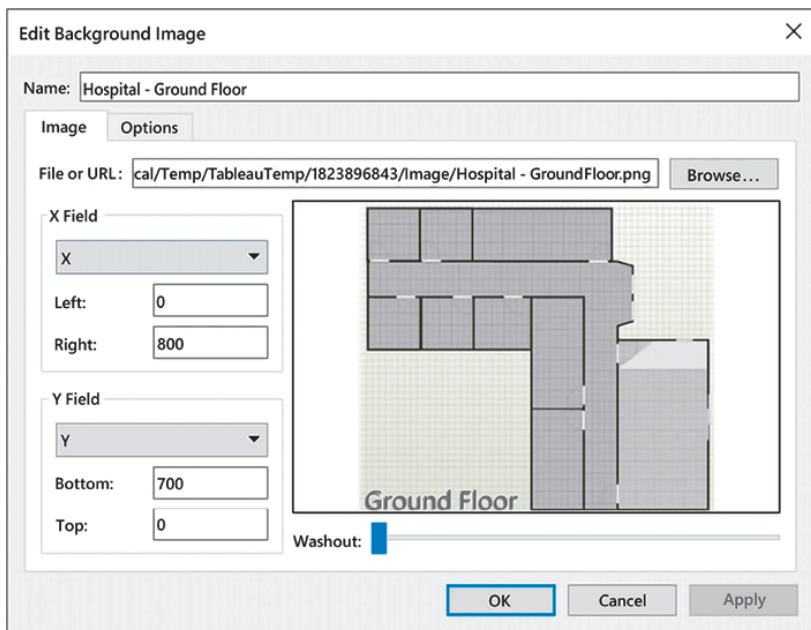 Edit Background Image
Name: Hospital - Ground Floor
Image Options
File or URL: cal/Temp/TableauTemp/1823896843/Image/Hospital - GroundFloor.png Browse...
X Field
X
Left: 0
Right: 800
Y Field
Y
Bottom: 700
Top: 0
Ground Floor
Washout:
OK Cancel Apply